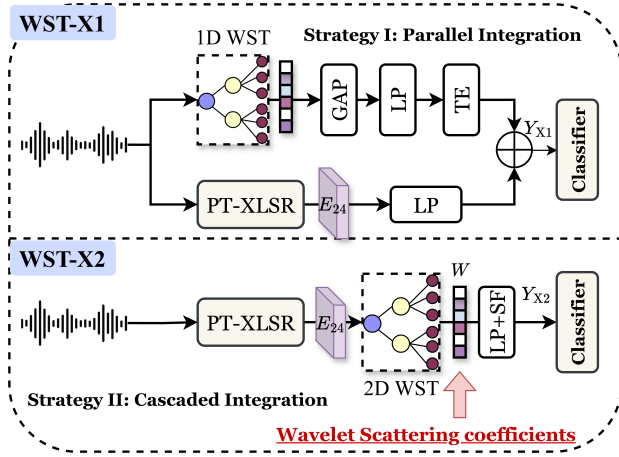 WST-X1
1D WST
Strategy I: Parallel Integration
GAP
LP
TE
Y_X1
Classifier
PT-XLSR
E_24
LP
WST-X2
PT-XLSR
E_24
2D WST
W
LP+SF
Y_X2
Classifier
Strategy II: Cascaded Integration
Wavelet Scattering coefficients